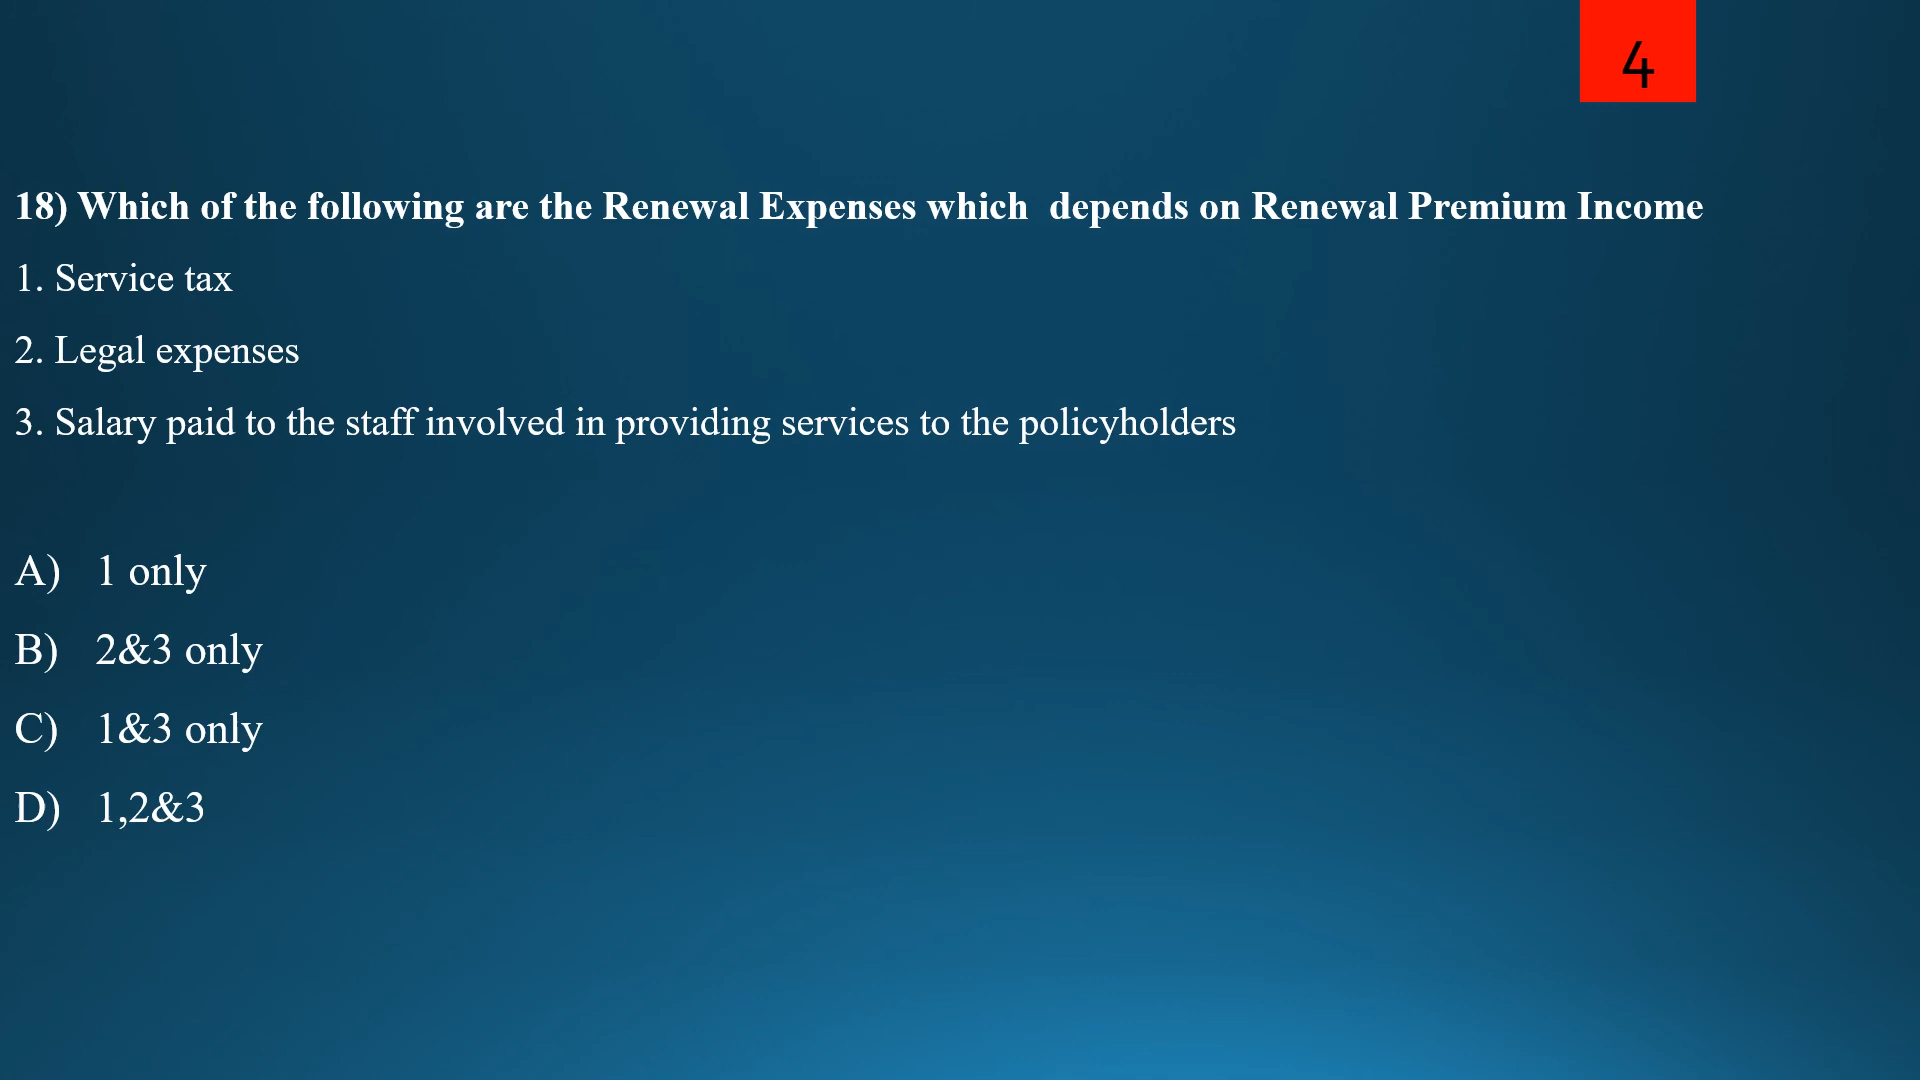 4
18) Which of the following are the Renewal Expenses which  depends on Renewal Premium Income
1. Service tax
2. Legal expenses
3. Salary paid to the staff involved in providing services to the policyholders
A) 1 only
B) 2&3 only
C) 1&3 only
D) 1,2&3